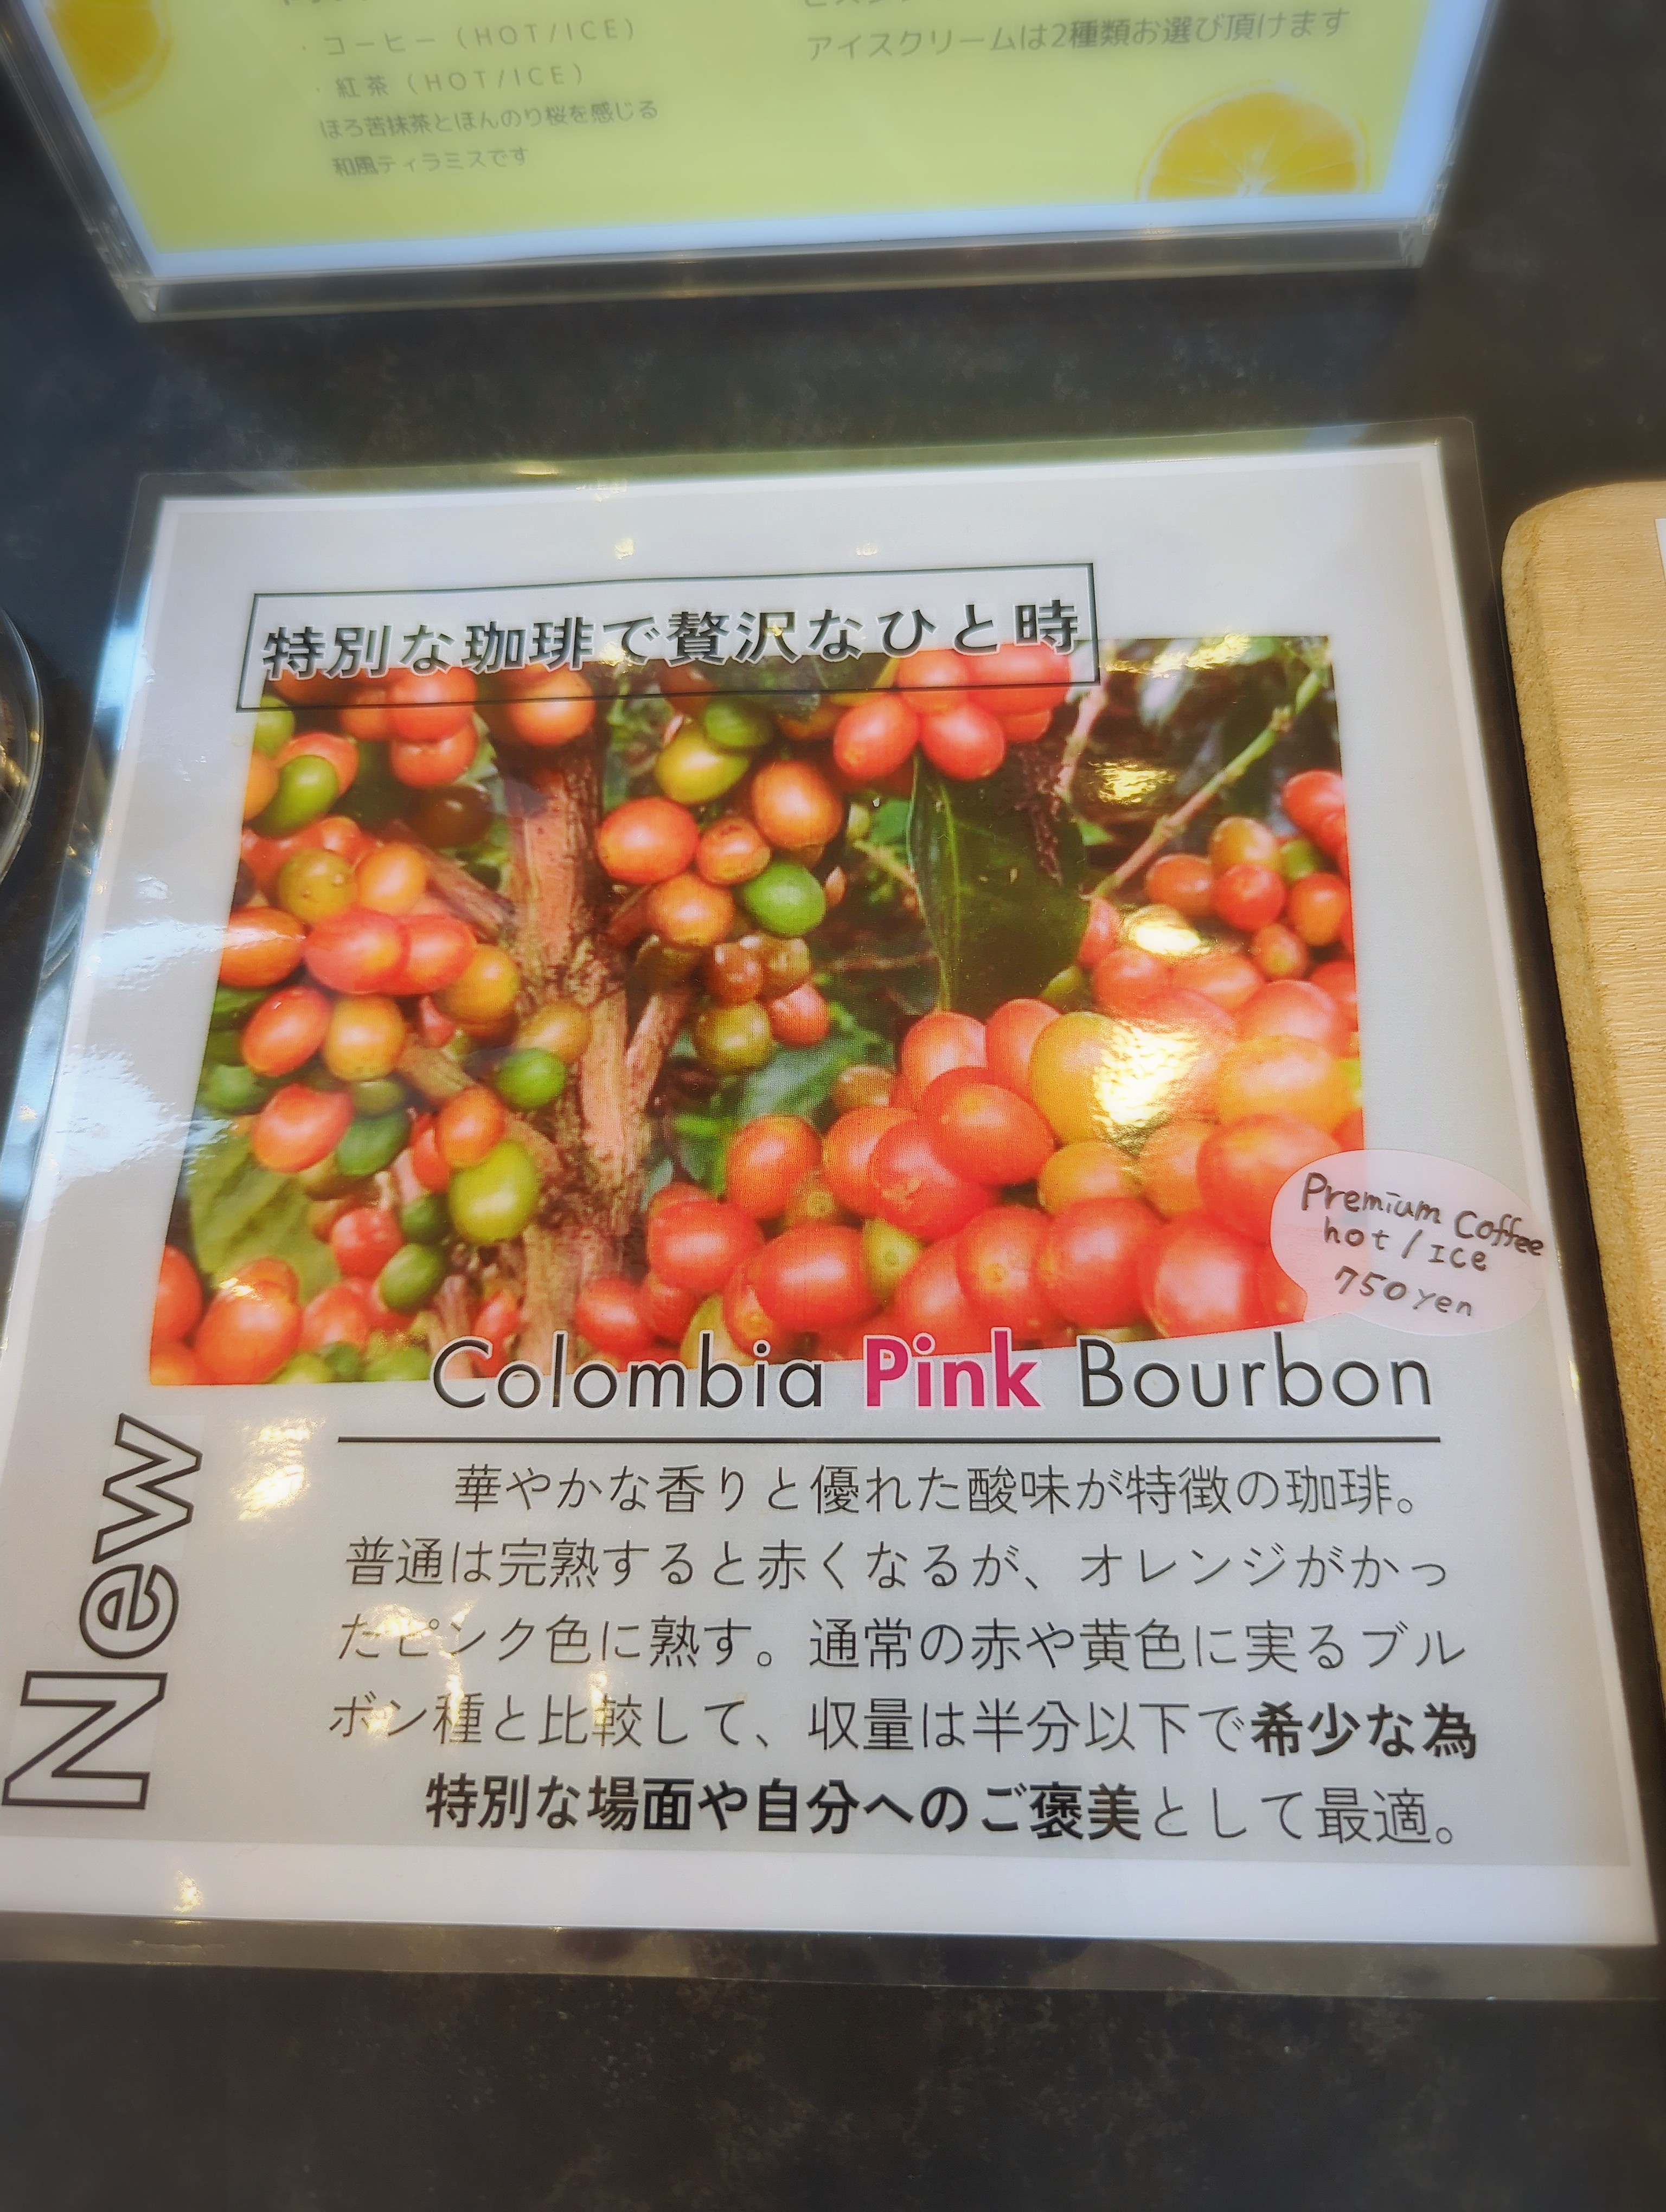 ・コーヒー（HOT/ICE）
・紅茶（HOT/ICE）
ほろ苦抹茶とほんのり桜を感じる
和風ティラミスです
アイスクリームは2種類お選び頂けます
特別な珈琲で贅沢なひと時
Premium Coffee
hot / Ice
750 yen
Colombia Pink Bourbon
New
華やかな香りと優れた酸味が特徴の珈琲。
普通は完熟すると赤くなるが、オレンジがかっ
たピンク色に熟す。通常の赤や黄色に実るブル
ボン種と比較して、収量は半分以下で希少な為
特別な場面や自分へのご褒美として最適。